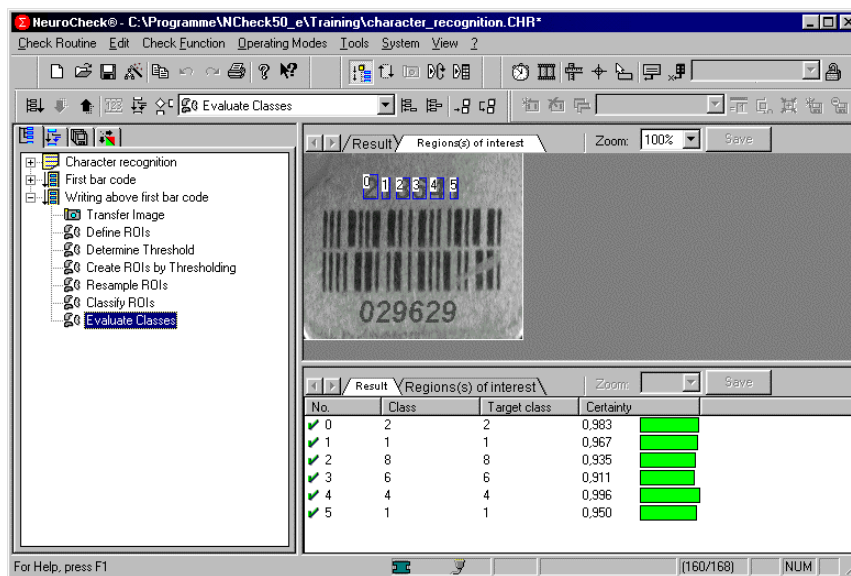 NeuroCheck® - C:\Programme\NCheck50_e\Training\character_recognition.CHR*
Check Routine Edit Check Function Operating Modes Tools System View ?
Evaluate Classes
Result Regions(s) of interest Zoom: 100% Save
Character recognition
First bar code
Writing above first bar code
Transfer Image
Define ROIs
Determine Threshold
Create ROIs by Thresholding
Resample ROIs
Classify ROIs
Evaluate Classes
0 1 2 3 4 5
029629
Result Regions(s) of interest Zoom: Save
No. Class Target class Certainty
0 2 2 0,983
1 1 1 0,967
2 8 8 0,935
3 6 6 0,911
4 4 4 0,996
5 1 1 0,950
For Help, press F1 (160/168) NUM